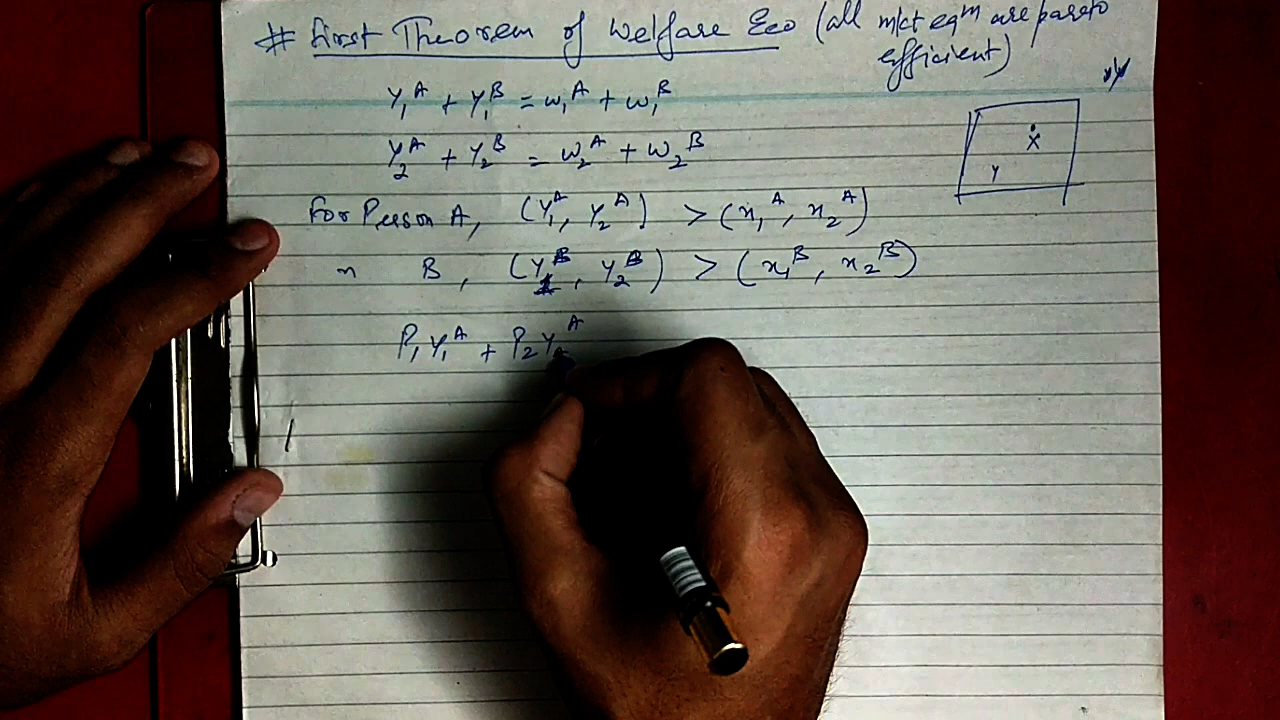 # First Theorem of Welfare Eco (all mkt eqm are pareto
efficient)
Y₁ᴬ + Y₁ᴮ = w₁ᴬ + w₁ᴮ
Y₂ᴬ + Y₂ᴮ = w₂ᴬ + w₂ᴮ
X
Y
For Person A, (Y₁ᴬ, Y₂ᴬ) > (x₁ᴬ, x₂ᴬ)
" B, (Y₁ᴮ, Y₂ᴮ) > (x₁ᴮ, x₂ᴮ)
P₁Y₁ᴬ + P₂Y₂ᴬ